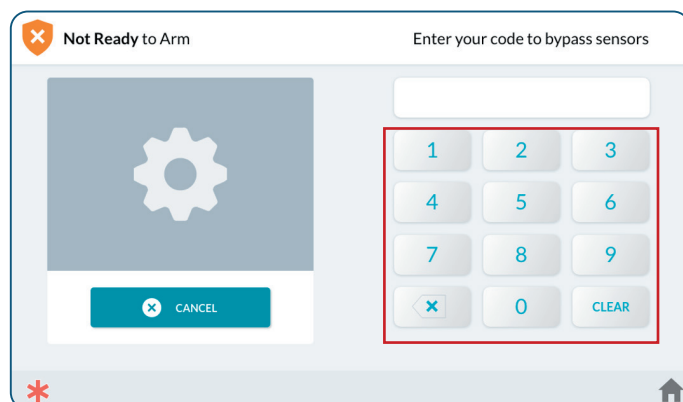 Not Ready to Arm
Enter your code to bypass sensors
1 2 3
4 5 6
7 8 9
0 CLEAR
CANCEL